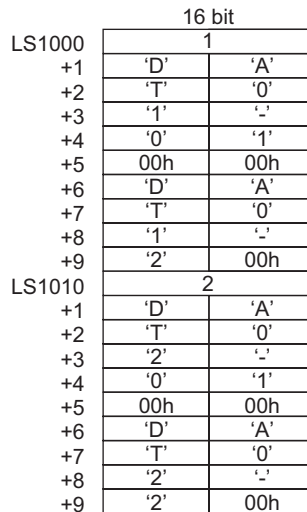 16 bit
LS1000 1
+1 ‘D’ ‘A’
+2 ‘T’ ‘0’
+3 ‘1’ ‘-’
+4 ‘0’ ‘1’
+5 00h 00h
+6 ‘D’ ‘A’
+7 ‘T’ ‘0’
+8 ‘1’ ‘-’
+9 ‘2’ 00h
LS1010 2
+1 ‘D’ ‘A’
+2 ‘T’ ‘0’
+3 ‘2’ ‘-’
+4 ‘0’ ‘1’
+5 00h 00h
+6 ‘D’ ‘A’
+7 ‘T’ ‘0’
+8 ‘2’ ‘-’
+9 ‘2’ 00h